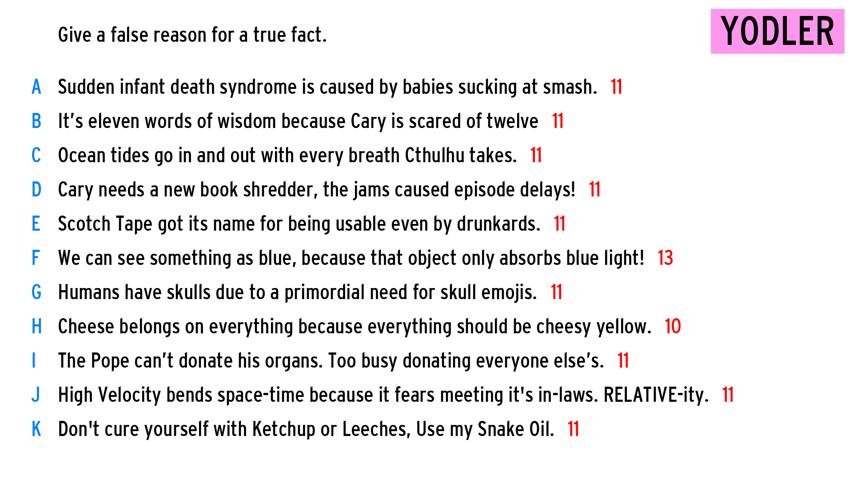 Give a false reason for a true fact.
YODLER
A Sudden infant death syndrome is caused by babies sucking at smash. 11
B It's eleven words of wisdom because Cary is scared of twelve 11
C Ocean tides go in and out with every breath Cthulhu takes. 11
D Cary needs a new book shredder, the jams caused episode delays! 11
E Scotch Tape got its name for being usable even by drunkards. 11
F We can see something as blue, because that object only absorbs blue light! 13
G Humans have skulls due to a primordial need for skull emojis. 11
H Cheese belongs on everything because everything should be cheesy yellow. 10
I The Pope can't donate his organs. Too busy donating everyone else's. 11
J High Velocity bends space-time because it fears meeting it's in-laws. RELATIVE-ity. 11
K Don't cure yourself with Ketchup or Leeches, Use my Snake Oil. 11